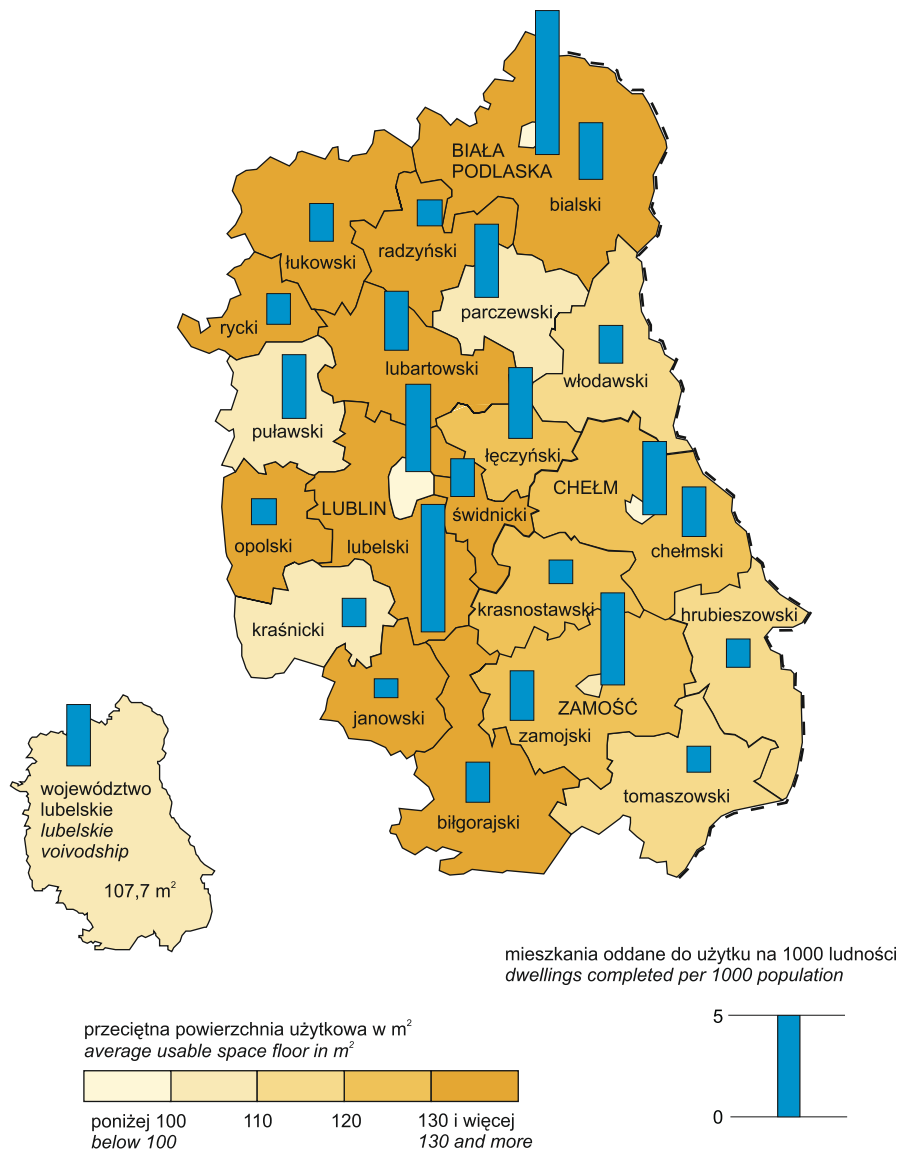 BIAŁA
PODLASKA
bialski
radzyński
łukowski
parczewski
rycki
lubartowski
włodawski
puławski
łęczyński
CHEŁM
LUBLIN
świdnicki
opolski
lubelski
chełmski
krasnostawski
hrubieszowski
kraśnicki
janowski
ZAMOŚĆ
zamojski
tomaszowski
biłgorajski
województwo
lubelskie
lubelskie
voivodship
107,7 m²
mieszkania oddane do użytku na 1000 ludności
dwellings completed per 1000 population
5
0
przeciętna powierzchnia użytkowa w m²
average usable space floor in m²
poniżej 100 110 120 130 i więcej
below 100 130 and more